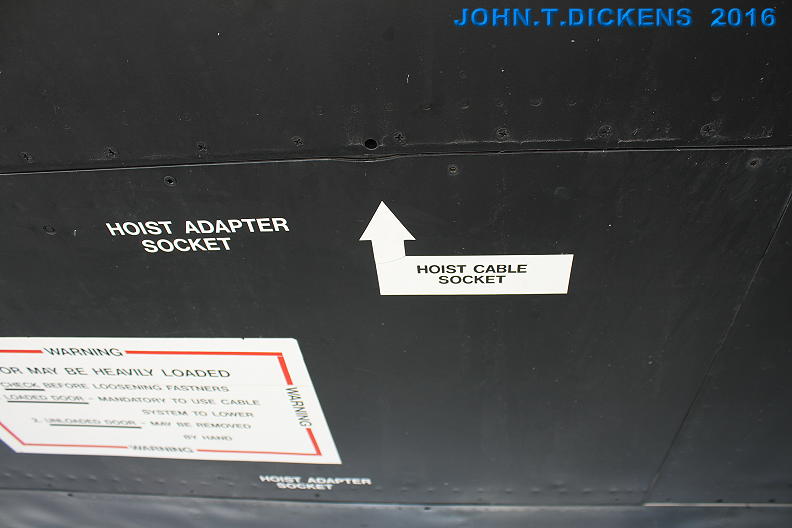 JOHN.T.DICKENS 2016
HOIST ADAPTER
SOCKET
HOIST CABLE
SOCKET
WARNING
OR MAY BE HEAVILY LOADED
CHECK BEFORE LOOSENING FASTNERS
LOADED DOOR - MANDATORY TO USE CABLE
SYSTEM TO LOWER
2. UNLOADED DOOR - MAY BE REMOVED
BY HAND
WARNING
WARNING
HOIST ADAPTER
SOCKET